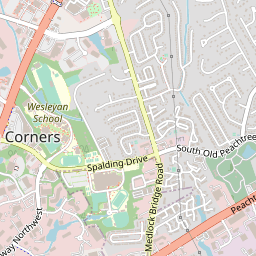 Wesleyan
School
Corners
South Old Peachtree
Spalding Drive
Medlock Bridge Road
Peacht
way Northwest